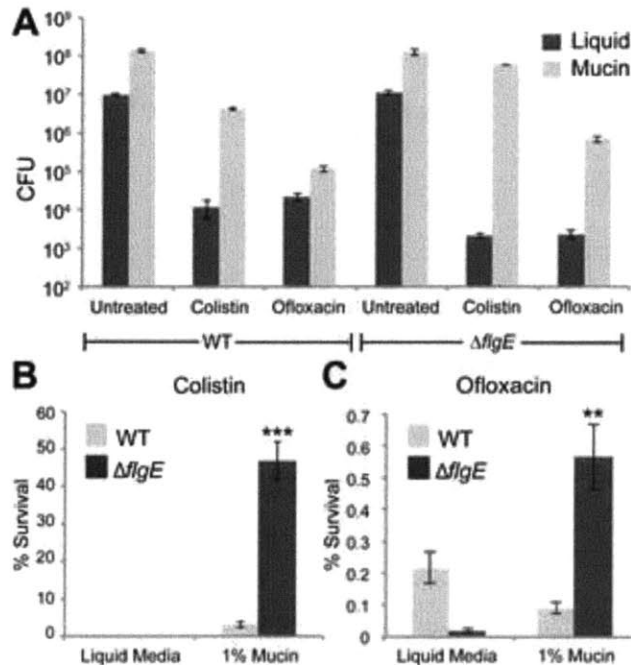 A
10⁹
10⁸
10⁷
10⁶
10⁵
10⁴
10³
10²
CFU
Liquid
Mucin
Untreated Colistin Ofloxacin Untreated Colistin Ofloxacin
WT ΔflgE
B Colistin
60
50
40
30
20
10
0
% Survival
WT
ΔflgE
***
Liquid Media 1% Mucin
C Ofloxacin
0.7
0.6
0.5
0.4
0.3
0.2
0.1
0
% Survival
WT
ΔflgE
**
Liquid Media 1% Mucin